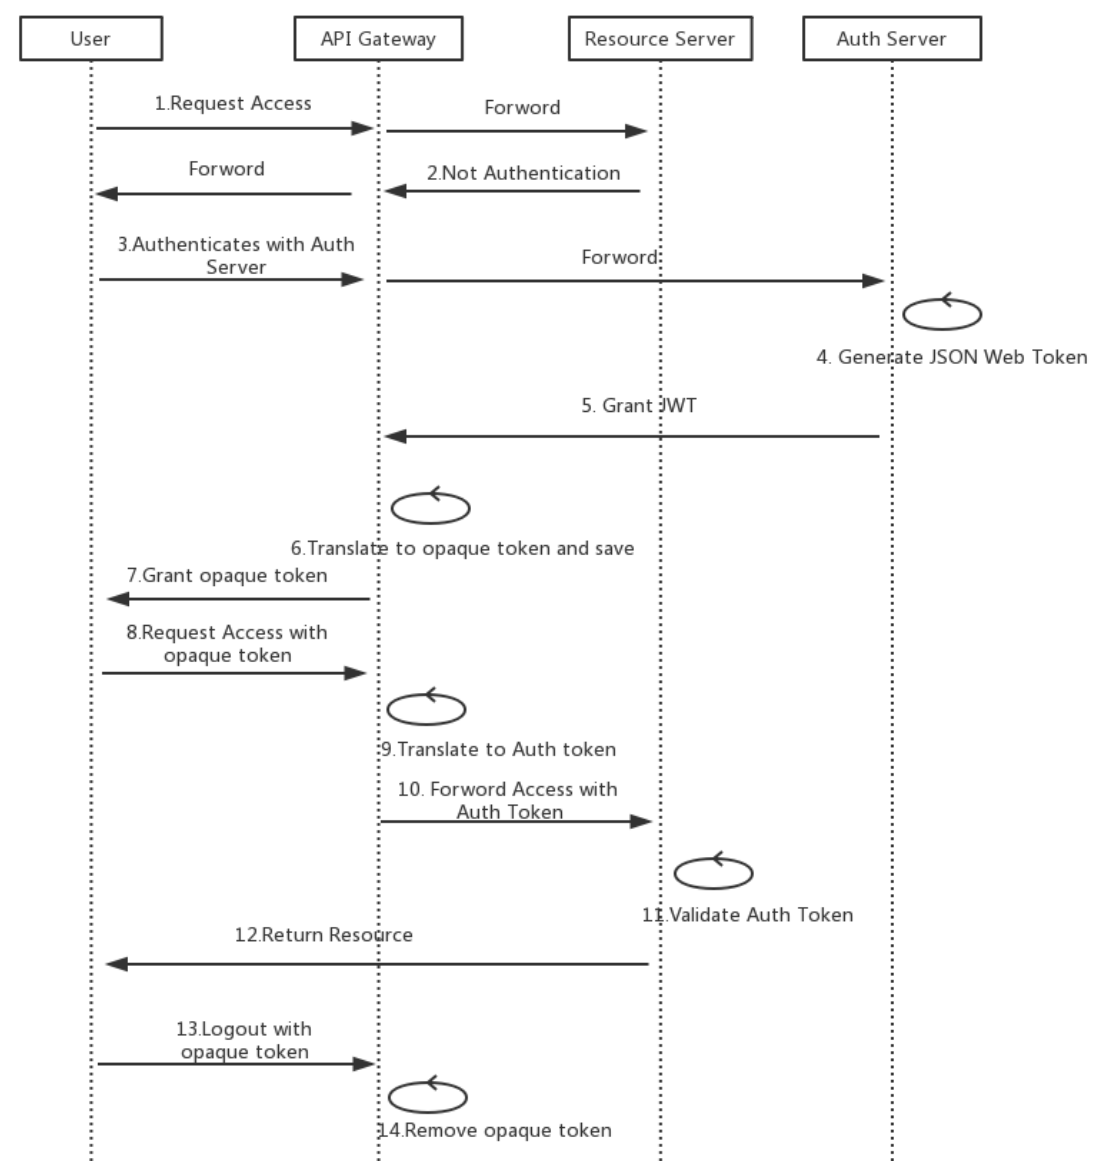 User
API Gateway
Resource Server
Auth Server
1.Request Access
Forword
Forword
2.Not Authentication
3.Authenticates with Auth
Server
Forword
4. Generate JSON Web Token
5. Grant JWT
6.Translate to opaque token and save
7.Grant opaque token
8.Request Access with
opaque token
9.Translate to Auth token
10. Forword Access with
Auth Token
11.Validate Auth Token
12.Return Resource
13.Logout with
opaque token
14.Remove opaque token